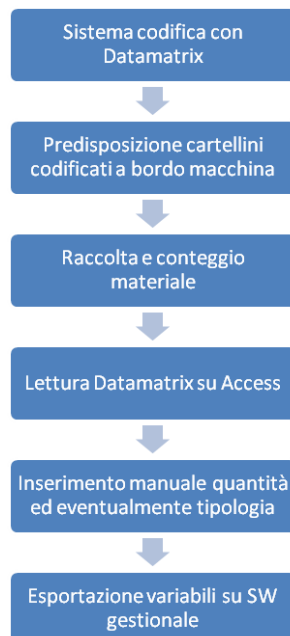 Sistema codifica con
Datamatrix
Predisposizione cartellini
codificati a bordo macchina
Raccolta e conteggio
materiale
Lettura Datamatrix su Access
Inserimento manuale quantità
ed eventualmente tipologia
Esportazione variabili su SW
gestionale